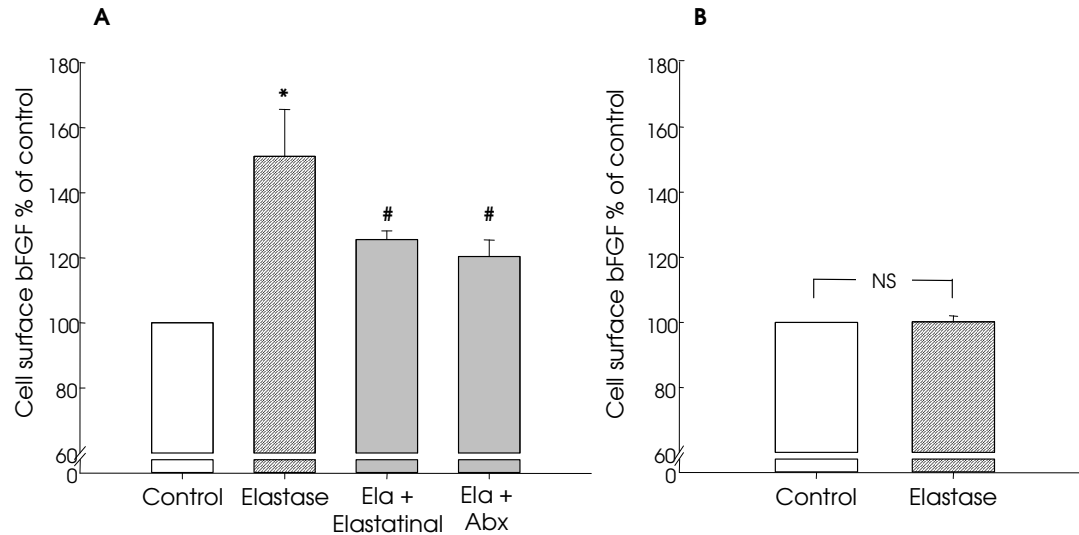 A
Cell surface bFGF % of control
180
160
140
120
100
80
60
0
*
#
#
Control
Elastase
Ela +
Elastatinal
Ela +
Abx
B
Cell surface bFGF % of control
180
160
140
120
100
80
60
0
NS
Control
Elastase